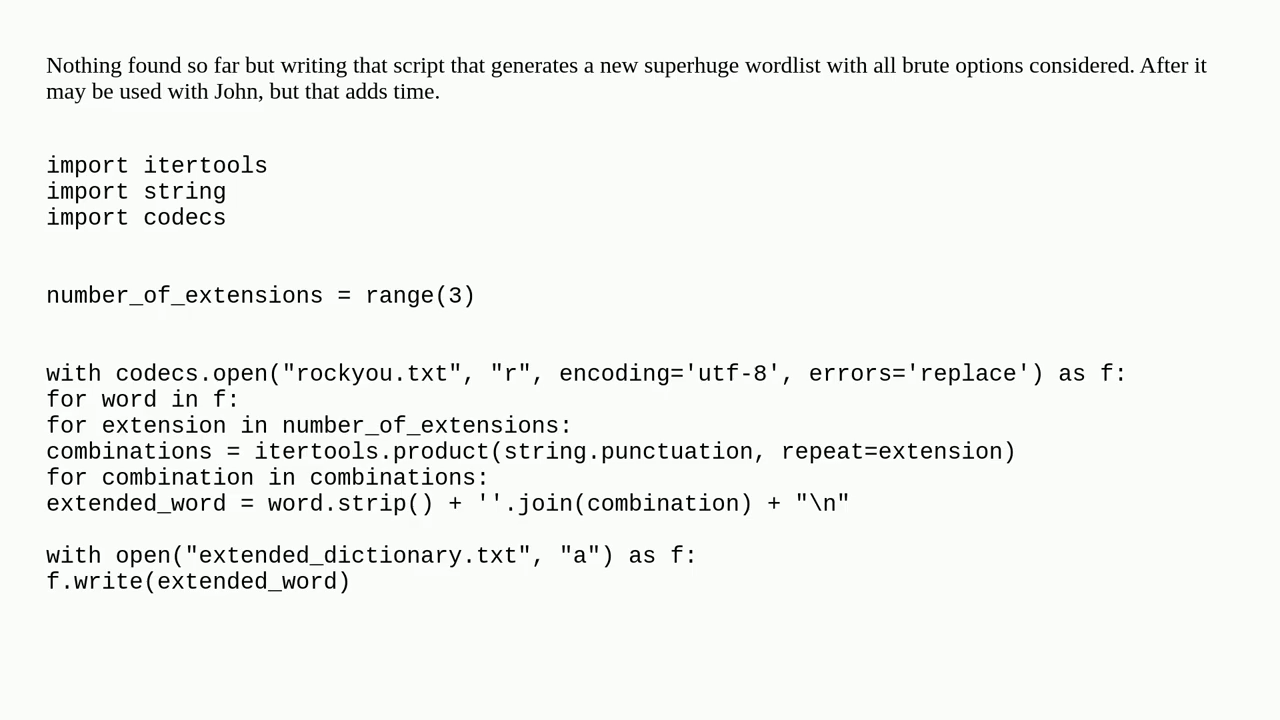 Nothing found so far but writing that script that generates a new superhuge wordlist with all brute options considered. After it
may be used with John, but that adds time.
import itertools
import string
import codecs
number_of_extensions = range(3)
with codecs.open("rockyou.txt", "r", encoding='utf-8', errors='replace') as f:
for word in f:
for extension in number_of_extensions:
combinations = itertools.product(string.punctuation, repeat=extension)
for combination in combinations:
extended_word = word.strip() + ''.join(combination) + "\n"
with open("extended_dictionary.txt", "a") as f:
f.write(extended_word)